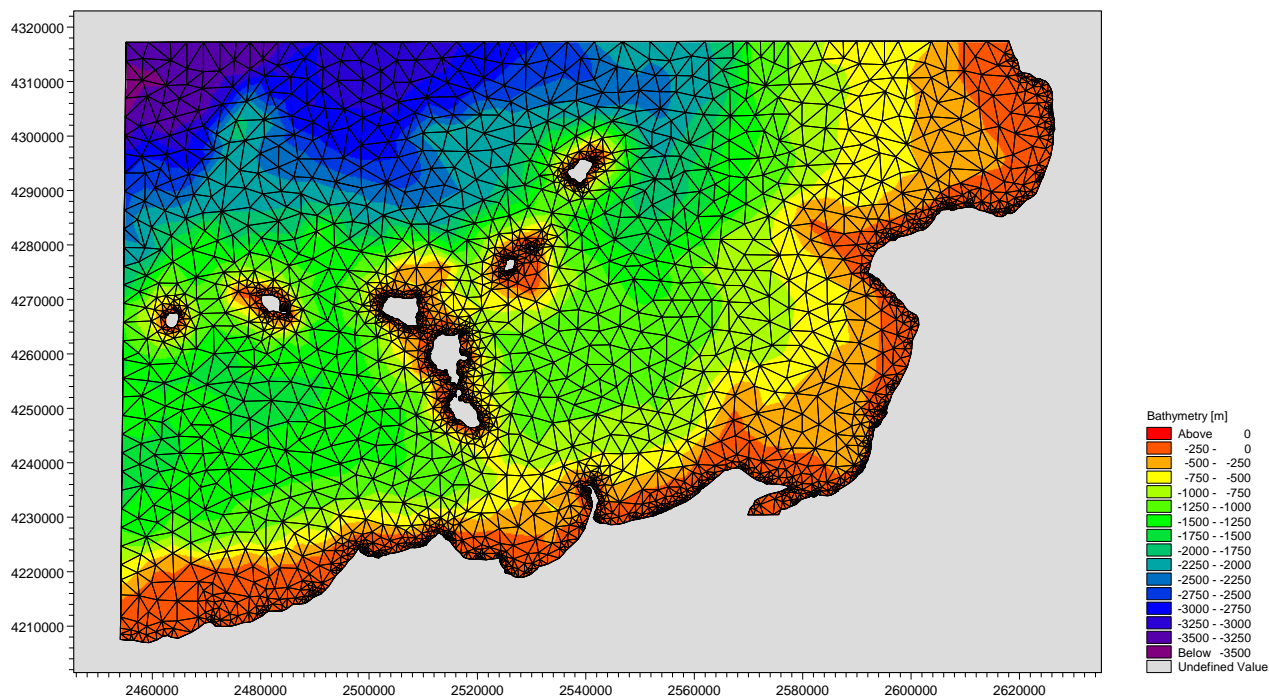 4320000
4310000
4300000
4290000
4280000
4270000
4260000
4250000
4240000
4230000
4220000
4210000
2460000 2480000 2500000 2520000 2540000 2560000 2580000 2600000 2620000
Bathymetry [m]
Above 0
-250 - 0
-500 - -250
-750 - -500
-1000 - -750
-1250 - -1000
-1500 - -1250
-1750 - -1500
-2000 - -1750
-2250 - -2000
-2500 - -2250
-2750 - -2500
-3000 - -2750
-3250 - -3000
-3500 - -3250
Below -3500
Undefined Value